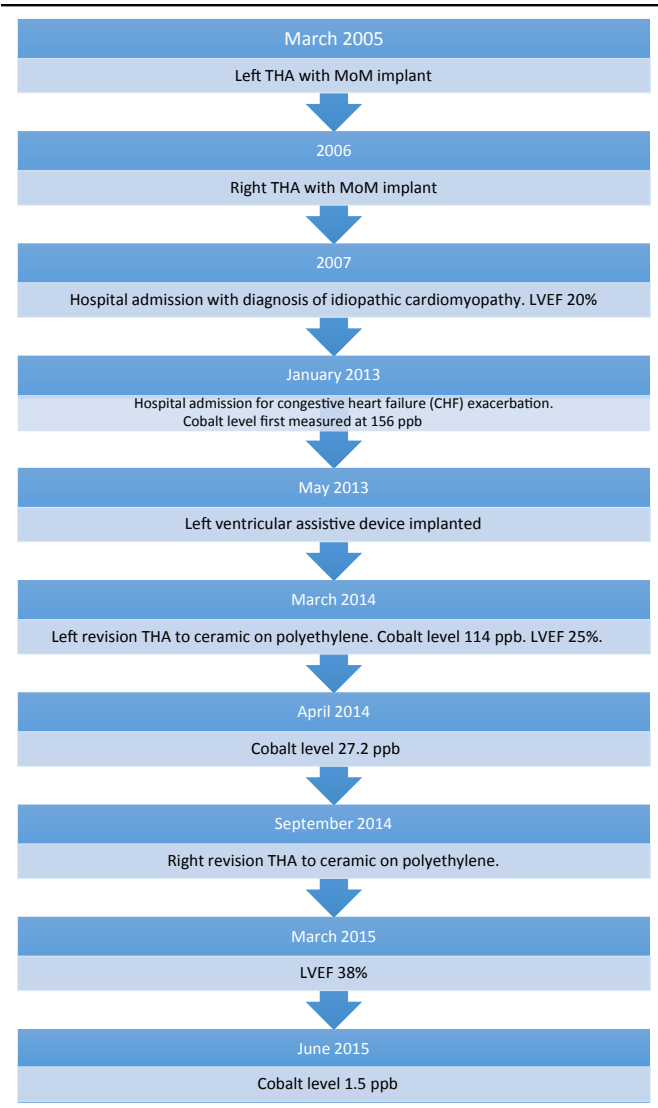 March 2005
Left THA with MoM implant
2006
Right THA with MoM implant
2007
Hospital admission with diagnosis of idiopathic cardiomyopathy. LVEF 20%
January 2013
Hospital admission for congestive heart failure (CHF) exacerbation.
Cobalt level first measured at 156 ppb
May 2013
Left ventricular assistive device implanted
March 2014
Left revision THA to ceramic on polyethylene. Cobalt level 114 ppb. LVEF 25%.
April 2014
Cobalt level 27.2 ppb
September 2014
Right revision THA to ceramic on polyethylene.
March 2015
LVEF 38%
June 2015
Cobalt level 1.5 ppb